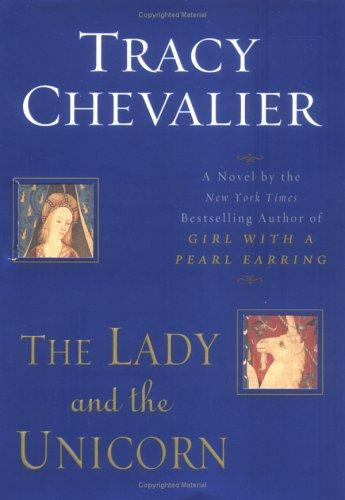 Copyrighted Material
TRACY
CHEVALIER
A Novel by the
New York Times
Bestselling Author of
GIRL WITH A
PEARL EARRING
THE LADY
and the
UNICORN
Copyrighted Material